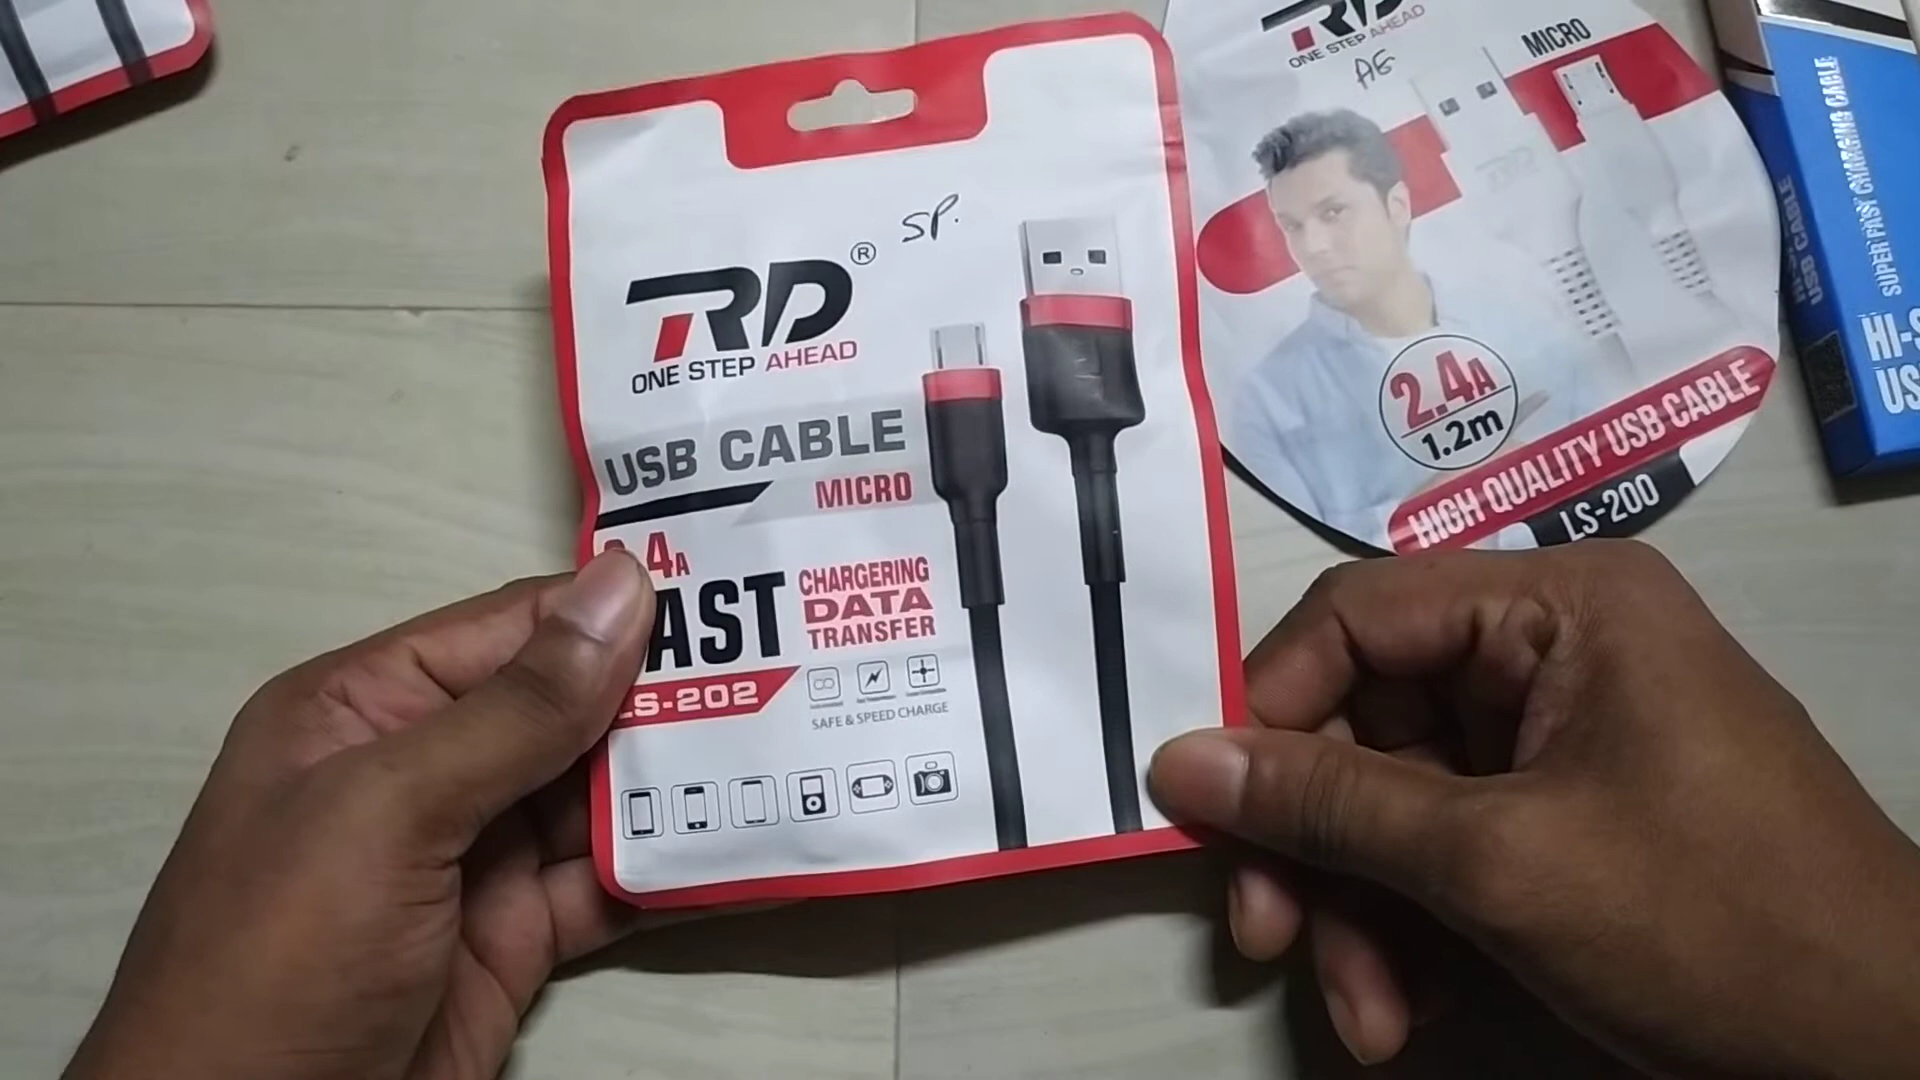 SP.
RD®
ONE STEP AHEAD
USB CABLE
MICRO
.4A
AST
CHARGERING
DATA
TRANSFER
LS-202
SAFE & SPEED CHARGE
RD
ONE STEP AHEAD
MICRO
RD
2.4A
1.2m
HIGH QUALITY USB CABLE
LS-200
USB CABLE
SUPER FAST CHARGING CABLE
HI-S
US